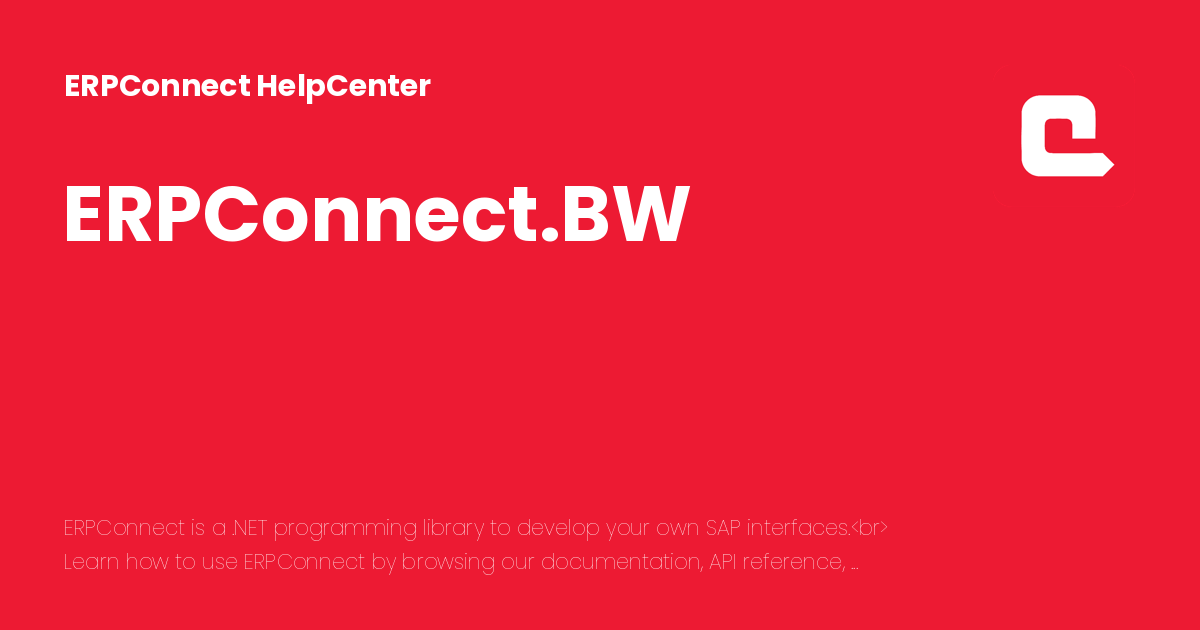 ERPConnect HelpCenter
ERPConnect.BW
ERPConnect is a .NET programming library to develop your own SAP interfaces.<br>
Learn how to use ERPConnect by browsing our documentation, API reference, ...